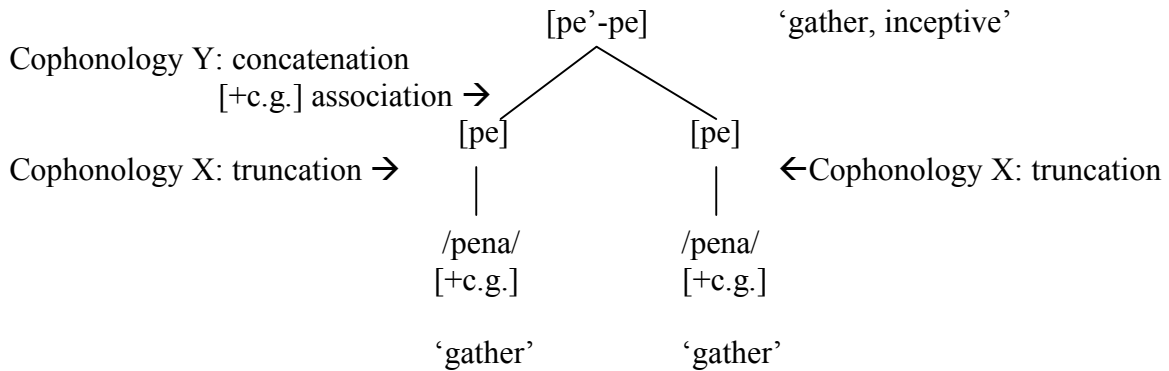 [pe’-pe] ‘gather, inceptive’
Cophonology Y: concatenation
[+c.g.] association →
[pe] [pe]
Cophonology X: truncation → ←Cophonology X: truncation
/pena/ /pena/
[+c.g.] [+c.g.]
‘gather’ ‘gather’